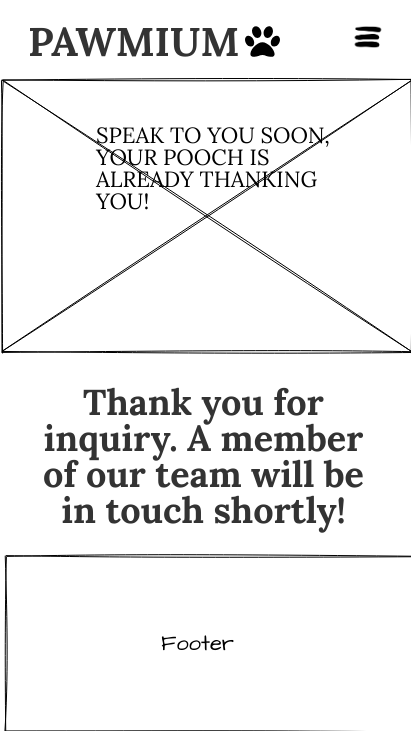 PAWMIUM
SPEAK TO YOU SOON,
YOUR POOCH IS
ALREADY THANKING
YOU!
Thank you for
inquiry. A member
of our team will be
in touch shortly!
Footer